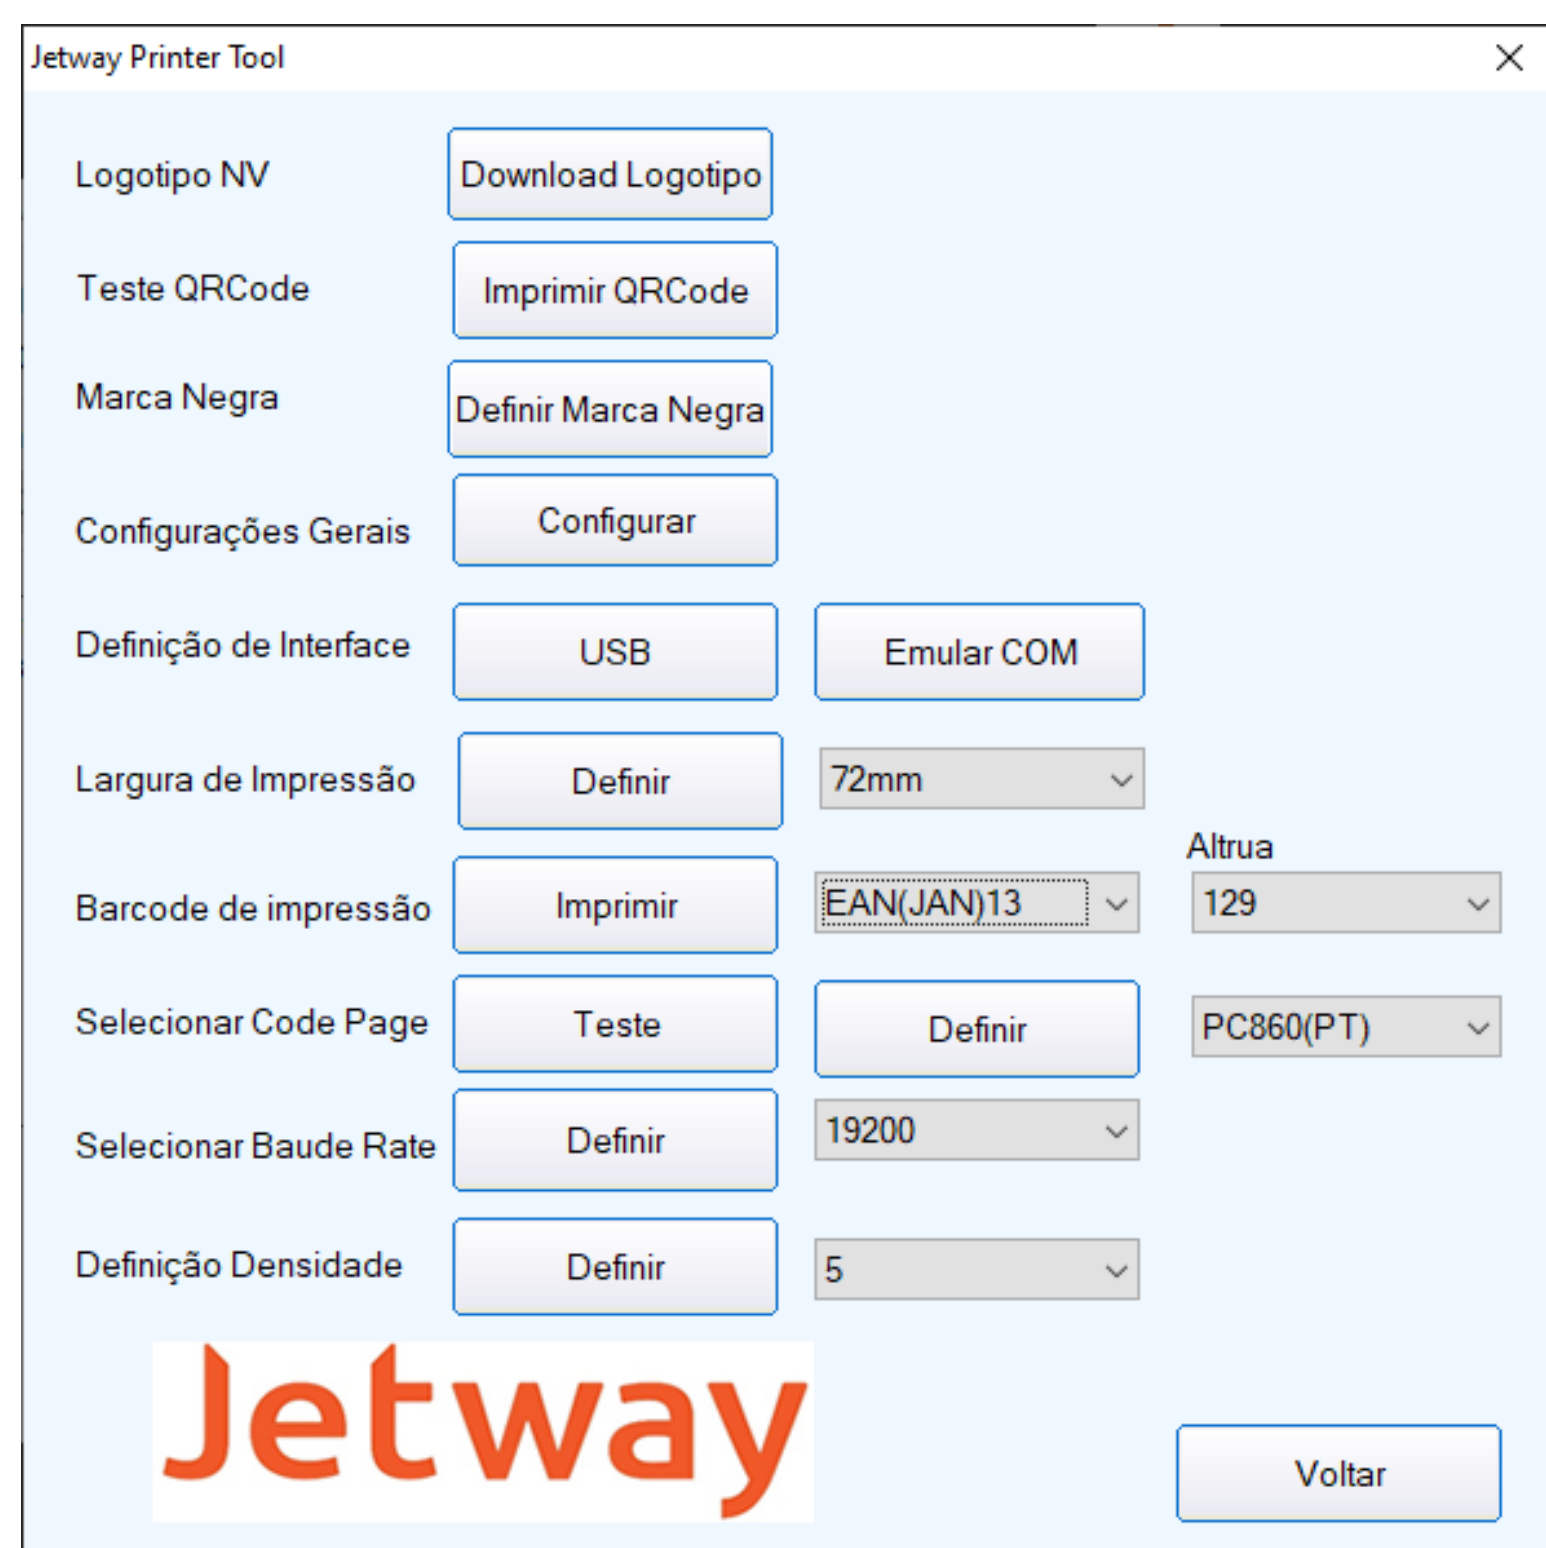 Jetway Printer Tool
Logotipo NV Download Logotipo
Teste QRCode Imprimir QRCode
Marca Negra Definir Marca Negra
Configurações Gerais Configurar
Definição de Interface USB Emular COM
Largura de Impressão Definir 72mm
Altrua
Barcode de impressão Imprimir EAN(JAN)13 129
Selecionar Code Page Teste Definir PC860(PT)
Selecionar Baude Rate Definir 19200
Definição Densidade Definir 5
Jetway
Voltar